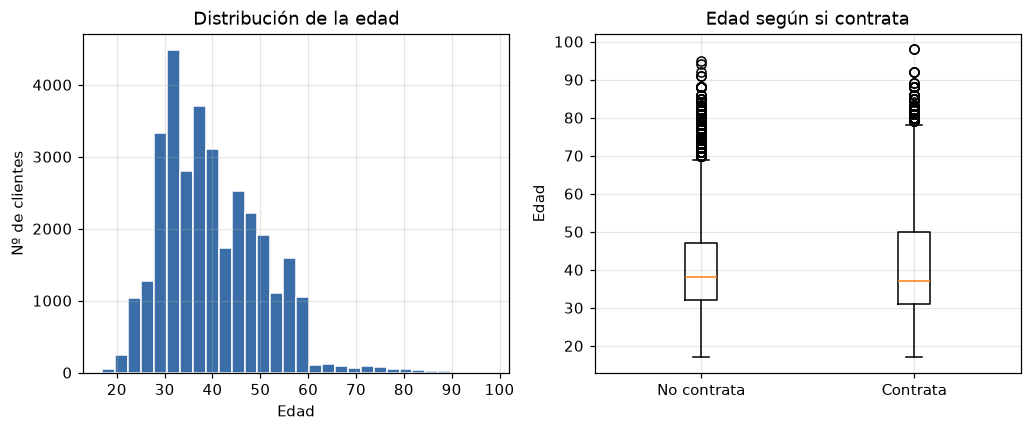 Distribución de la edad
Nº de clientes
4000
3000
2000
1000
0
20 30 40 50 60 70 80 90 100
Edad
Edad según si contrata
Edad
100
90
80
70
60
50
40
30
20
No contrata Contrata